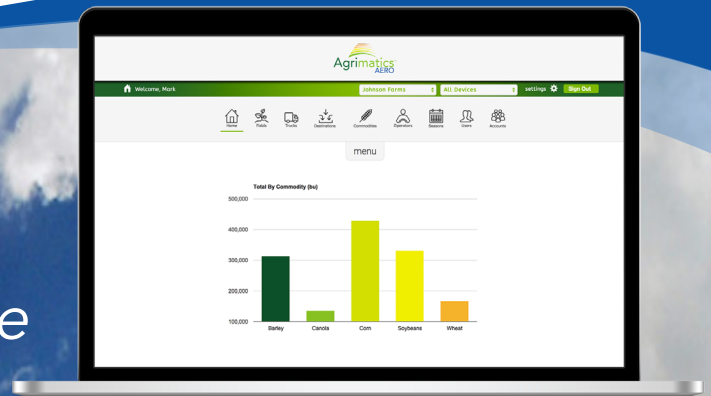 Agrimatics
AERO
Welcome, Mark
Johnson Farms
All Devices
settings
Sign Out
Home
Fields
Trucks
Destinations
Commodities
Operators
Seasons
Users
Accounts
menu
Total By Commodity (bu)
500,000
400,000
300,000
200,000
100,000
Barley
Canola
Corn
Soybeans
Wheat
e